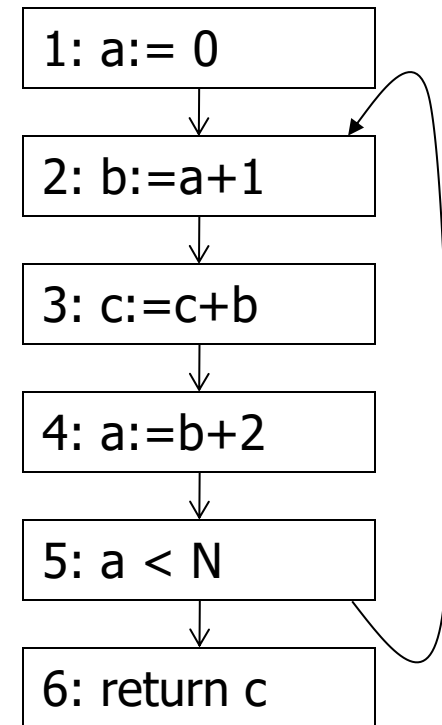 1: a:= 0
2: b:=a+1
3: c:=c+b
4: a:=b+2
5: a < N
6: return c